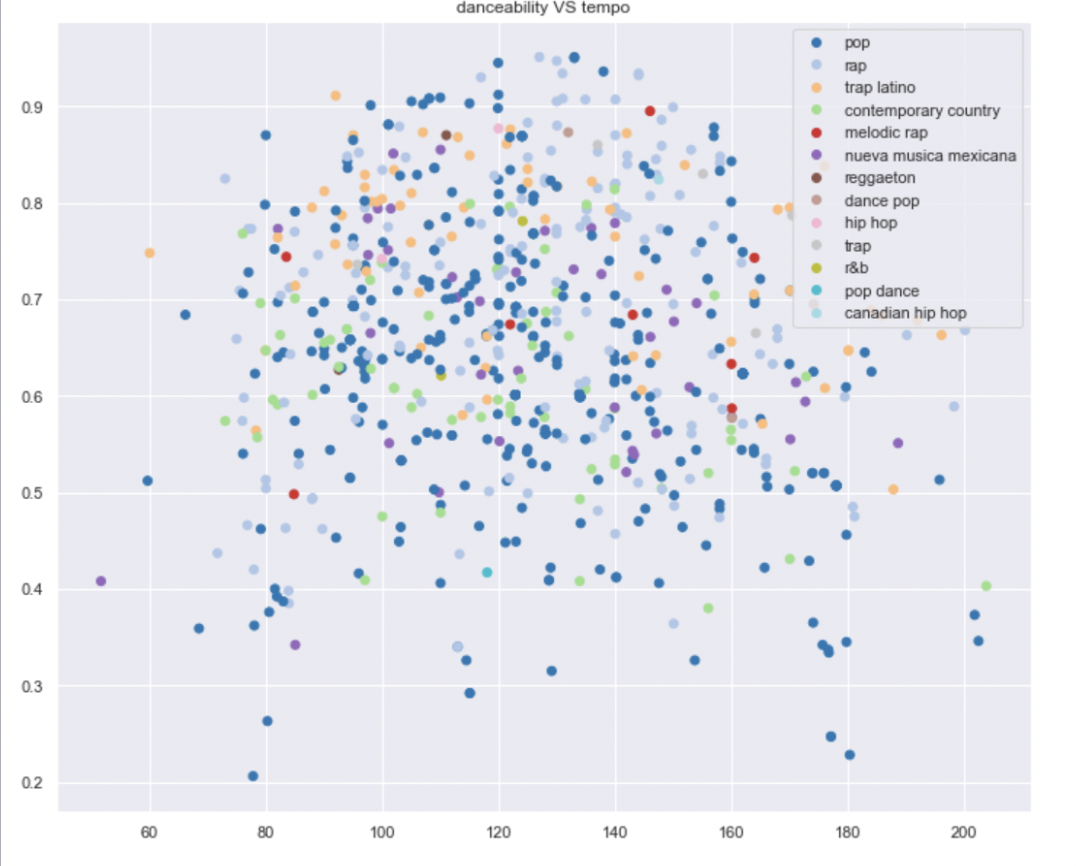 danceability VS tempo
pop
rap
trap latino
contemporary country
melodic rap
nueva musica mexicana
reggaeton
dance pop
hip hop
trap
r&b
pop dance
canadian hip hop
0.9
0.8
0.7
0.6
0.5
0.4
0.3
0.2
60 80 100 120 140 160 180 200